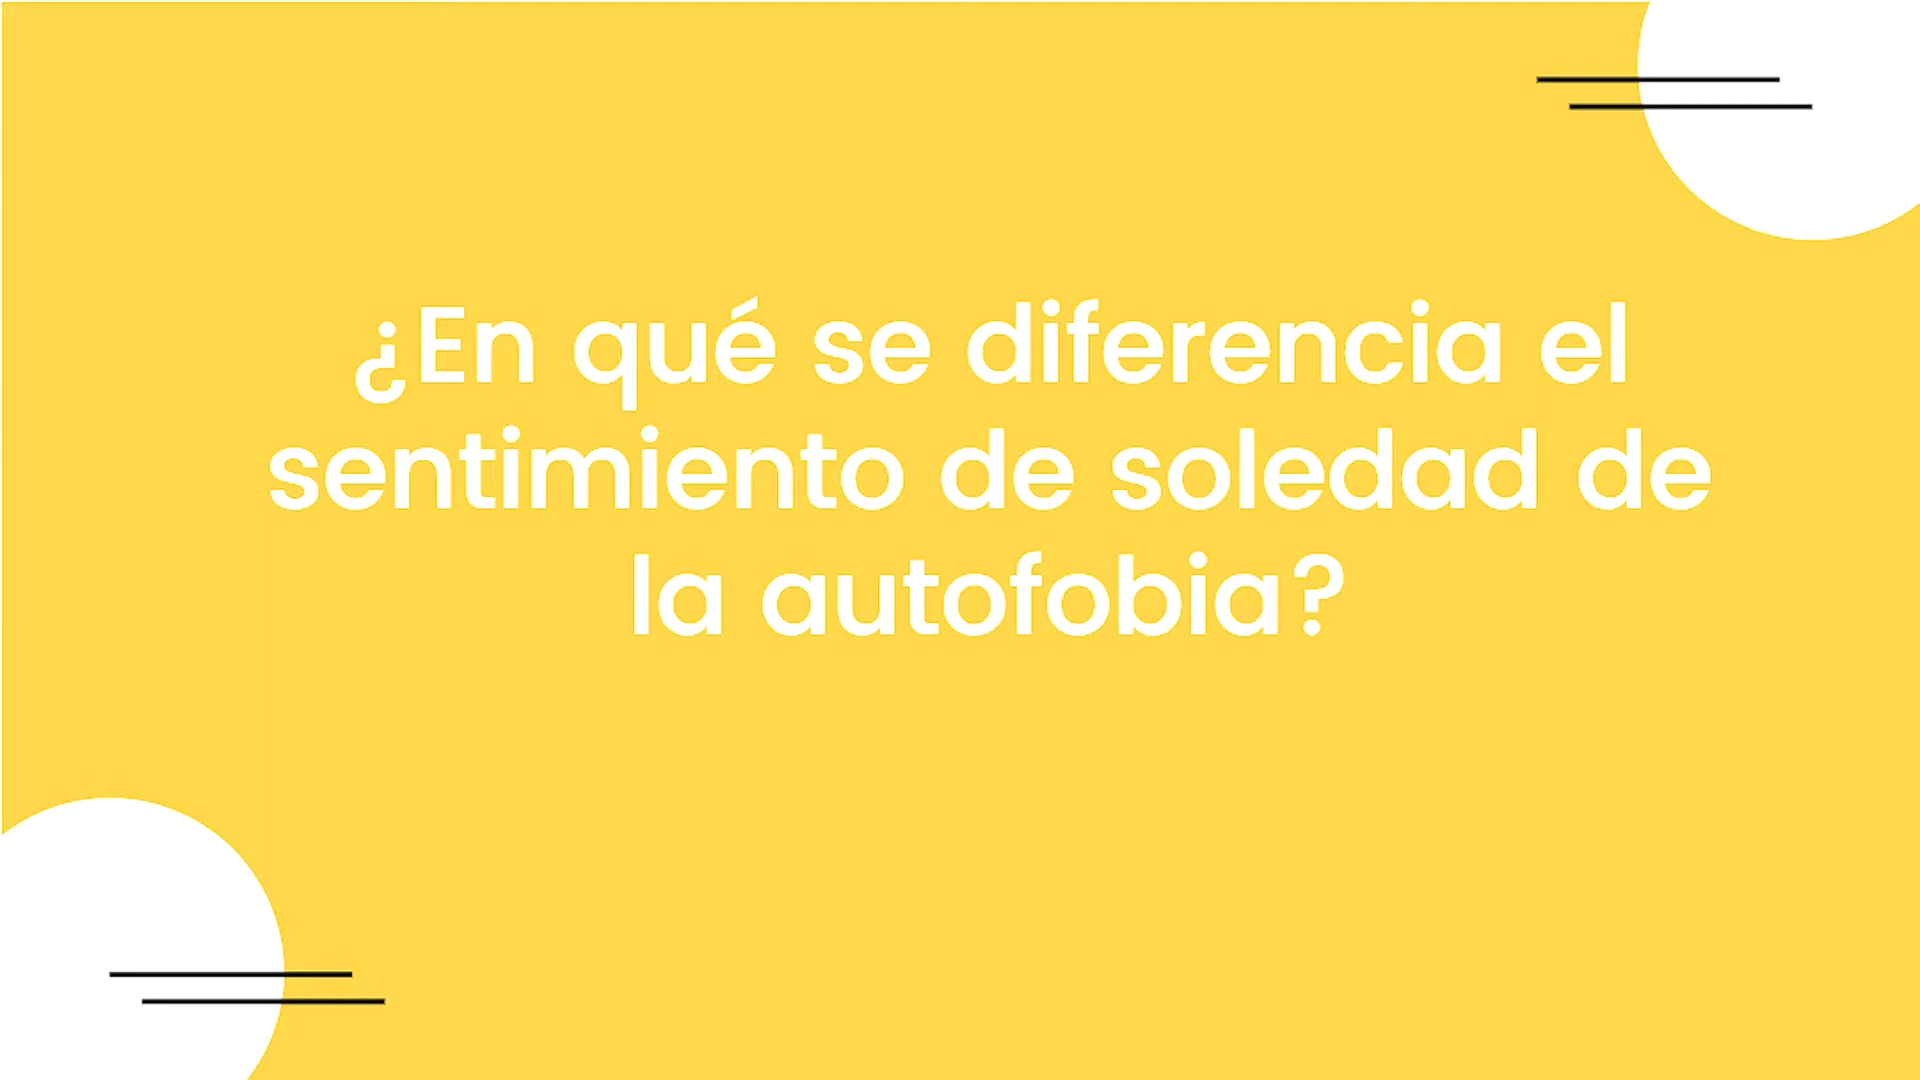 ¿En qué se diferencia el
sentimiento de soledad de
la autofobia?